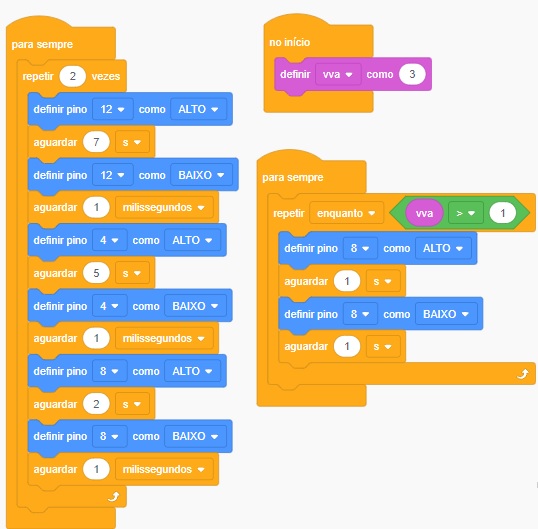 para sempre
repetir 2 vezes
definir pino 12 como ALTO
aguardar 7 s
definir pino 12 como BAIXO
aguardar 1 milissegundos
definir pino 4 como ALTO
aguardar 5 s
definir pino 4 como BAIXO
aguardar 1 milissegundos
definir pino 8 como ALTO
aguardar 2 s
definir pino 8 como BAIXO
aguardar 1 milissegundos
no início
definir vva como 3
para sempre
repetir enquanto vva > 1
definir pino 8 como ALTO
aguardar 1 s
definir pino 8 como BAIXO
aguardar 1 s